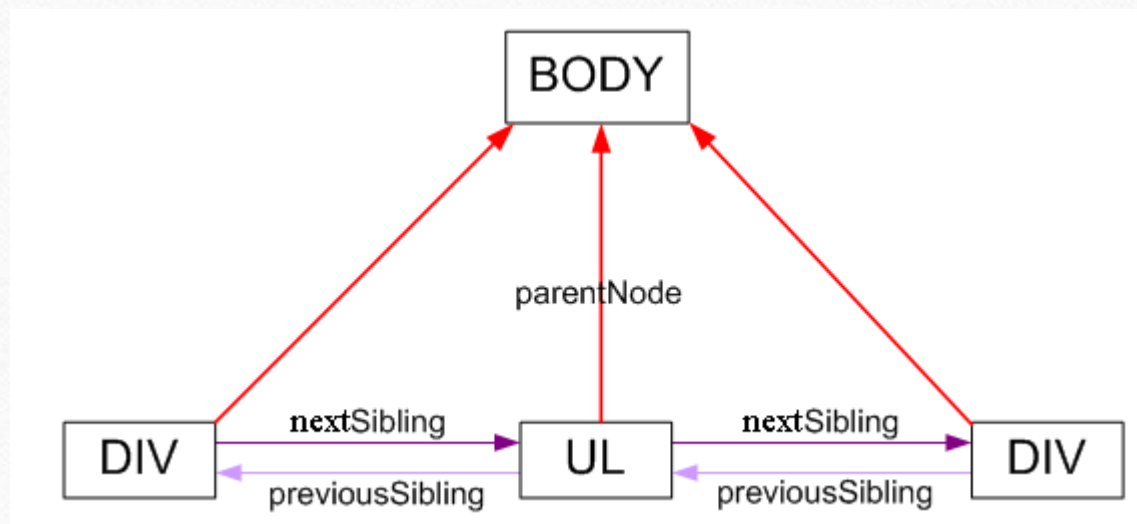 BODY
parentNode
nextSibling
nextSibling
DIV
UL
DIV
previousSibling
previousSibling